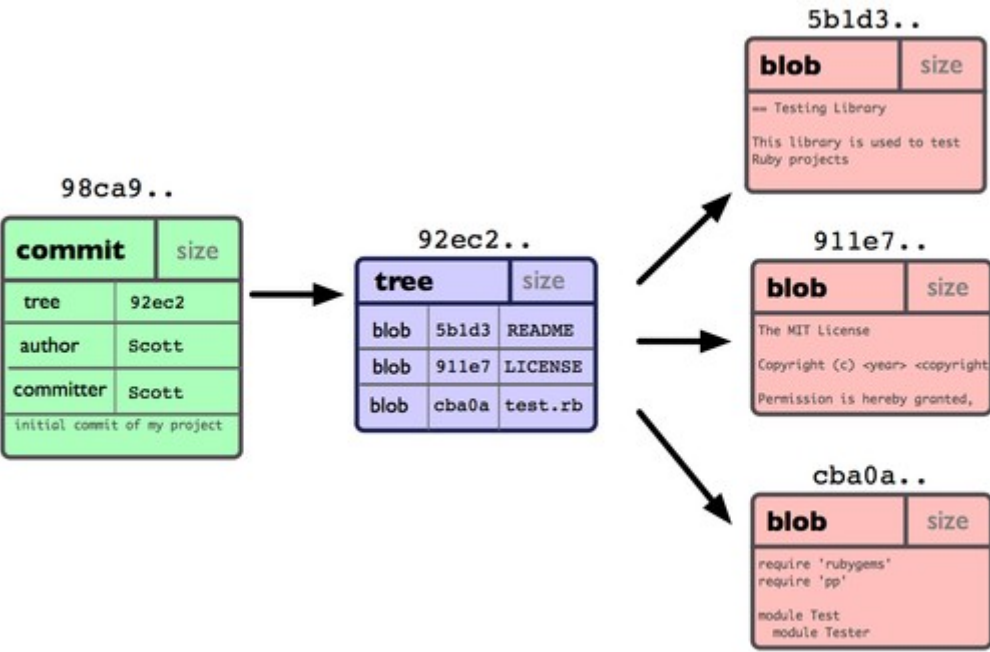 98ca9..
commit size
tree 92ec2
author Scott
committer Scott
initial commit of my project
92ec2..
tree size
blob 5b1d3 README
blob 911e7 LICENSE
blob cba0a test.rb
5b1d3..
blob size
== Testing Library
This library is used to test
Ruby projects
911e7..
blob size
The MIT License
Copyright (c) <year> <copyright
Permission is hereby granted,
cba0a..
blob size
require 'rubygems'
require 'pp'
module Test
module Tester